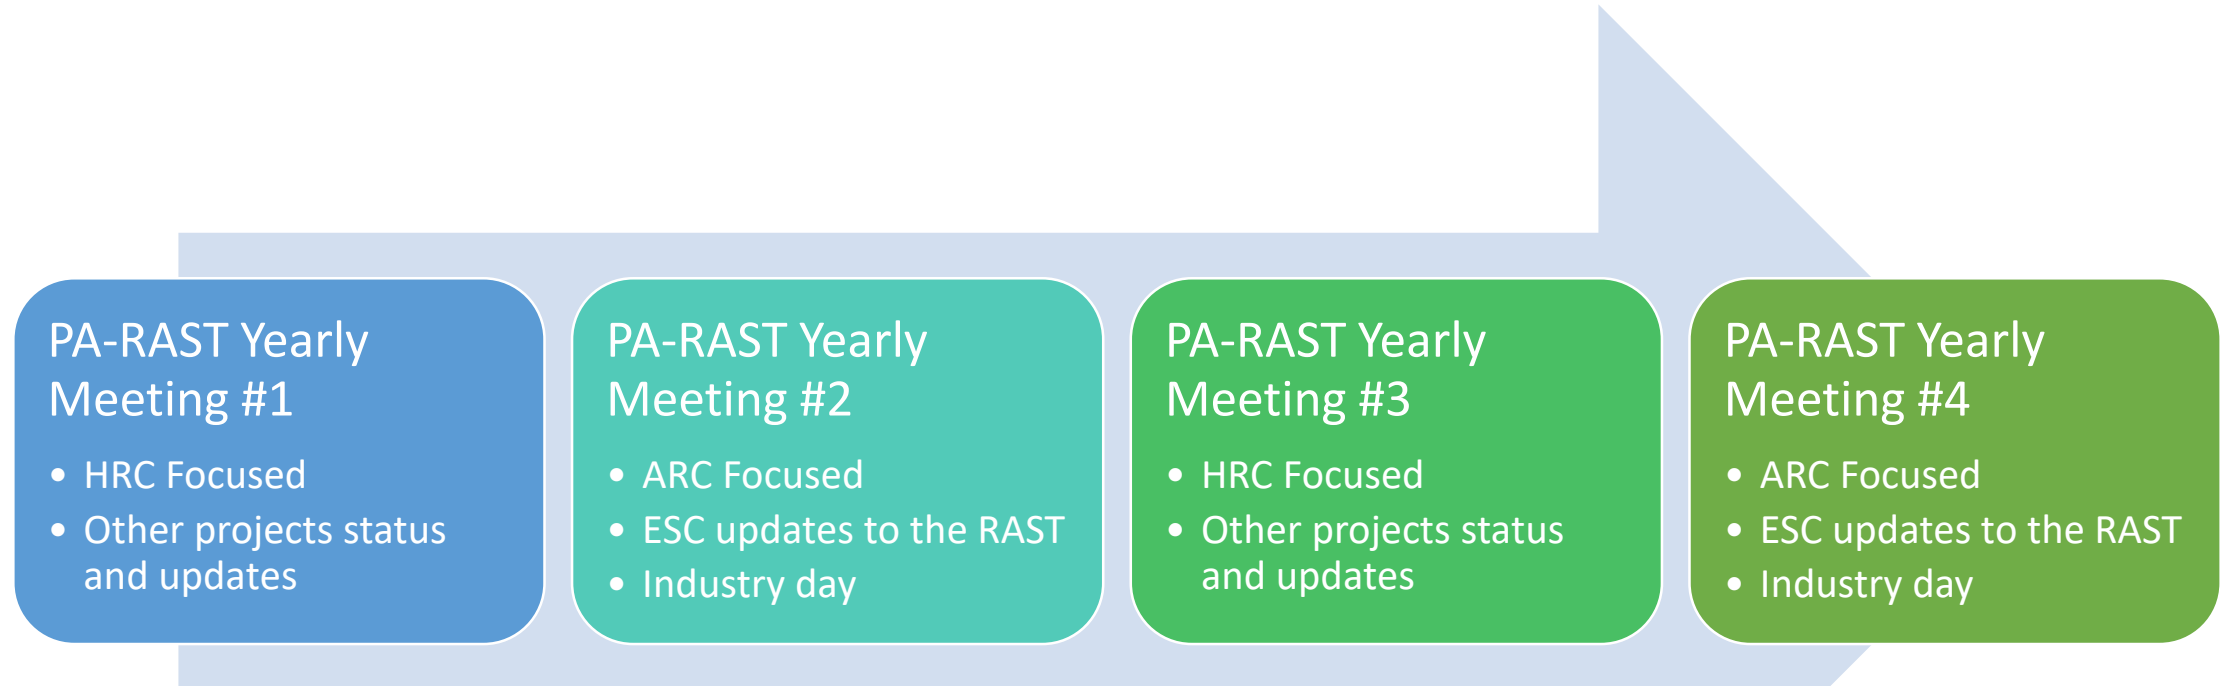 PA-RAST Yearly
Meeting #1
• HRC Focused
• Other projects status
and updates
PA-RAST Yearly
Meeting #2
• ARC Focused
• ESC updates to the RAST
• Industry day
PA-RAST Yearly
Meeting #3
• HRC Focused
• Other projects status
and updates
PA-RAST Yearly
Meeting #4
• ARC Focused
• ESC updates to the RAST
• Industry day